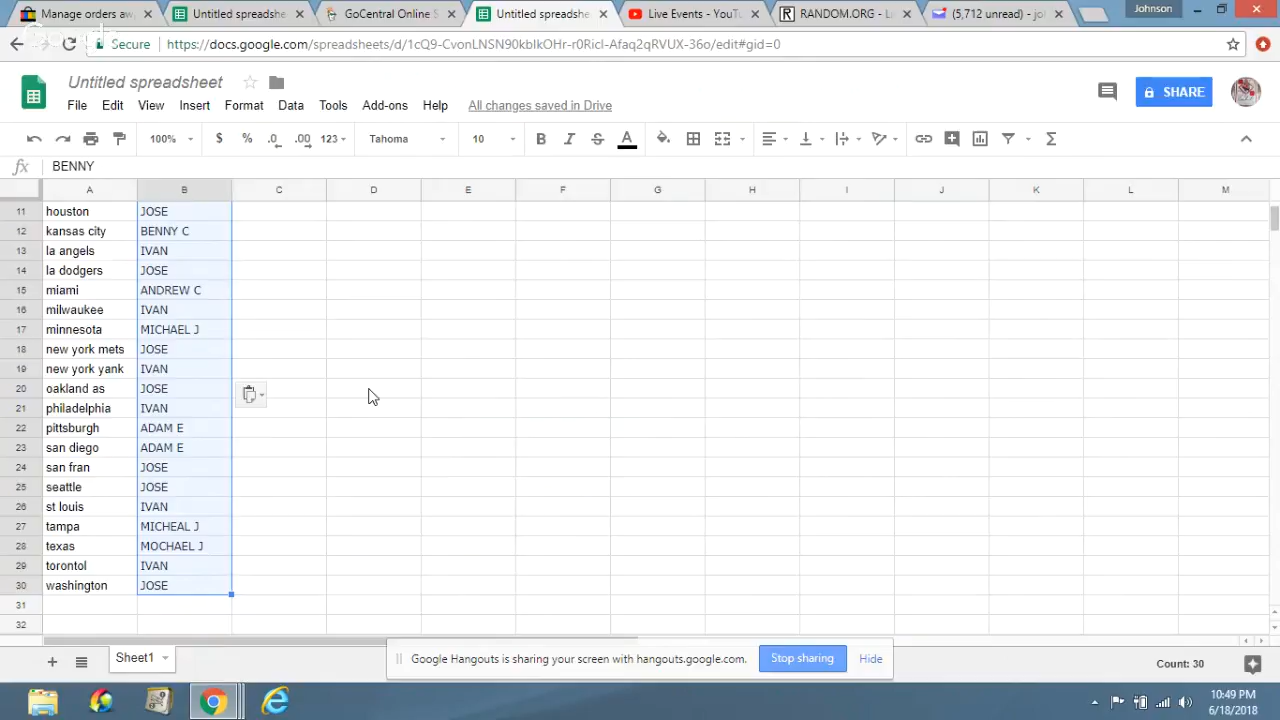 Manage orders aw
Untitled spreadshe
GoCentral Online S
Untitled spreadshe
Live Events - You
RANDOM.ORG - Li
(5,712 unread) - jo
Johnson
Secure
https://docs.google.com/spreadsheets/d/1cQ9-CvonLNSN90kbIkOHr-r0RicI-Afaq2qRVUX-36o/edit#gid=0
Untitled spreadsheet
SHARE
File Edit View Insert Format Data Tools Add-ons Help All changes saved in Drive
100% $ % .0 .00 123 Tahoma 10 B I S A
fx BENNY
A B C D E F G H I J K L M
11 houston JOSE
12 kansas city BENNY C
13 la angels IVAN
14 la dodgers JOSE
15 miami ANDREW C
16 milwaukee IVAN
17 minnesota MICHAEL J
18 new york mets JOSE
19 new york yank IVAN
20 oakland as JOSE
21 philadelphia IVAN
22 pittsburgh ADAM E
23 san diego ADAM E
24 san fran JOSE
25 seattle JOSE
26 st louis IVAN
27 tampa MICHEAL J
28 texas MOCHAEL J
29 torontol IVAN
30 washington JOSE
31
32
Google Hangouts is sharing your screen with hangouts.google.com. Stop sharing Hide
Sheet1
Count: 30
10:49 PM
6/18/2018